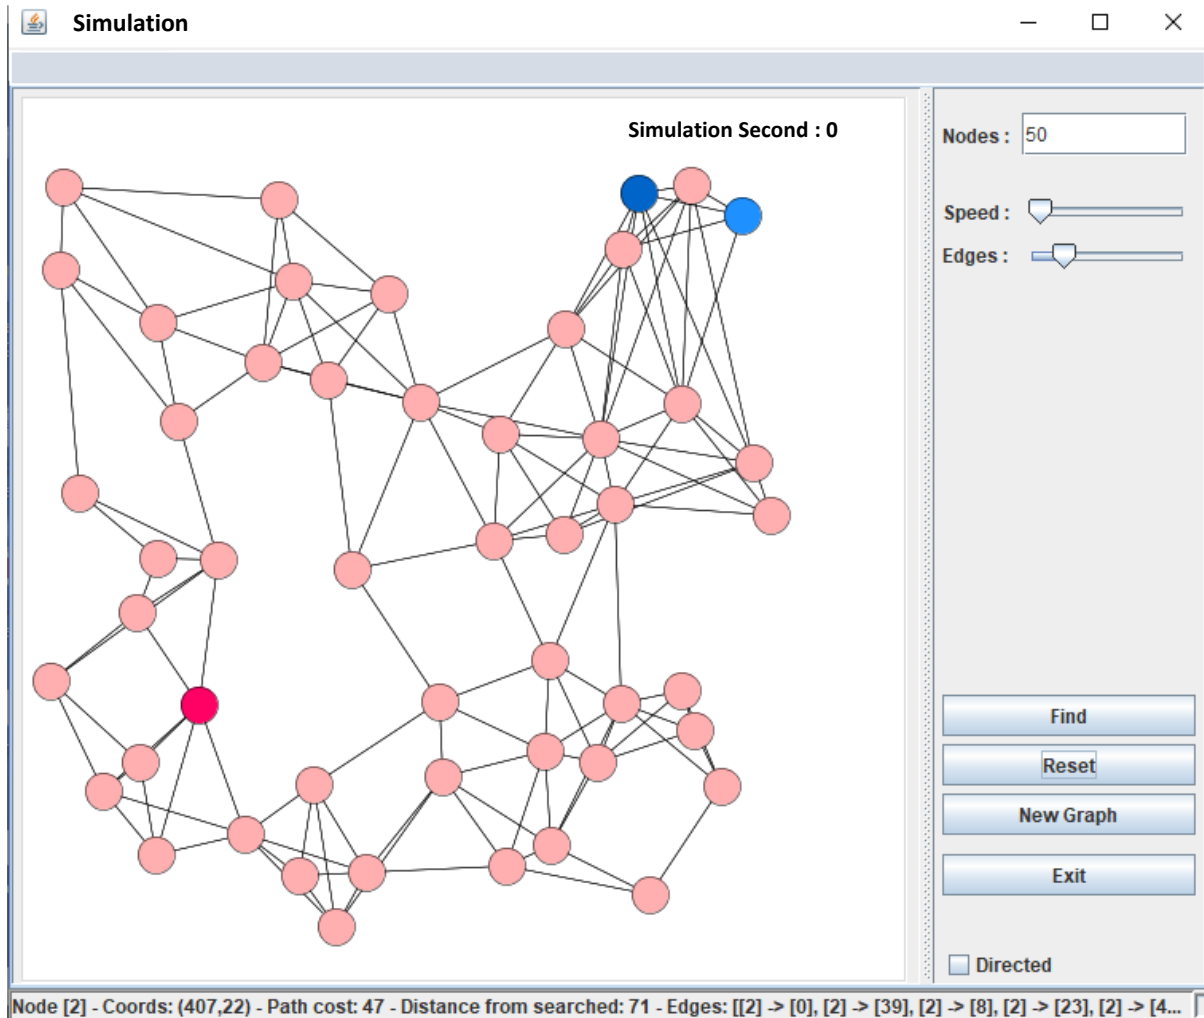 Simulation
Simulation Second : 0
Nodes :
50
Speed :
Edges :
Find
Reset
New Graph
Exit
Directed
Node [2] - Coords: (407,22) - Path cost: 47 - Distance from searched: 71 - Edges: [[2] -> [0], [2] -> [39], [2] -> [8], [2] -> [23], [2] -> [4...